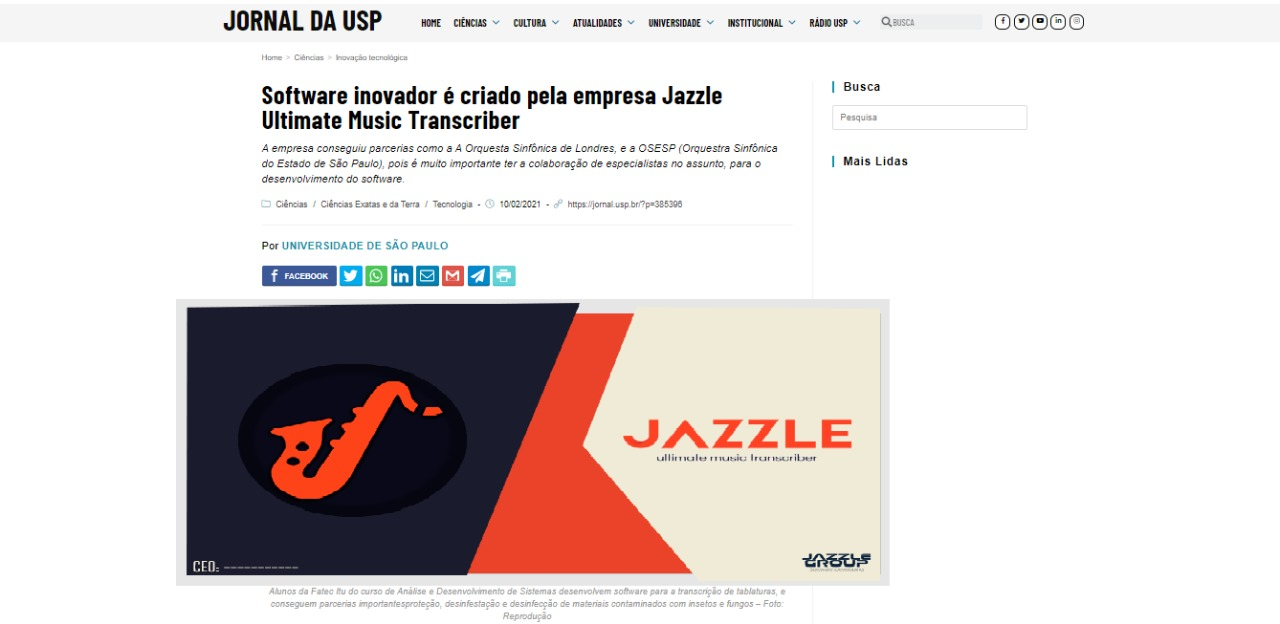 JORNAL DA USP
HOME CIÊNCIAS CULTURA ATUALIDADES UNIVERSIDADE INSTITUCIONAL RÁDIO USP BUSCA
Home > Ciências > Inovação tecnológica
Software inovador é criado pela empresa Jazzle
Ultimate Music Transcriber
A empresa conseguiu parcerias como a A Orquesta Sinfônica de Londres, e a OSESP (Orquestra Sinfônica
do Estado de São Paulo), pois é muito importante ter a colaboração de especialistas no assunto, para o
desenvolvimento do software.
Ciências / Ciências Exatas e da Terra / Tecnologia - 10/02/2021 - https://jornal.usp.br/?p=385396
Por UNIVERSIDADE DE SÃO PAULO
FACEBOOK
Busca
Pesquisa
Mais Lidas
JAZZLE
ultimate music transcriber
CEO: -----------
JAZZLE
GROUP
Alunos da Fatec Itu do curso de Análise e Desenvolvimento de Sistemas desenvolvem software para a transcrição de tablaturas, e
conseguem parcerias importantesproteção, desinfestação e desinfecção de materiais contaminados com insetos e fungos – Foto:
Reprodução